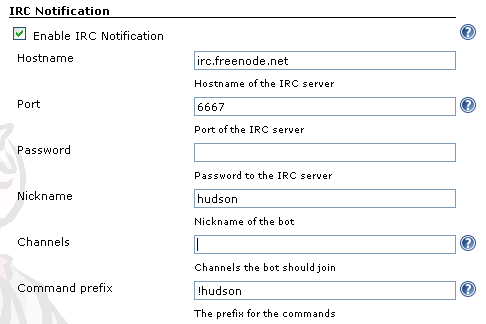 IRC Notification
Enable IRC Notification
Hostname irc.freenode.net
Hostname of the IRC server
Port 6667
Port of the IRC server
Password
Password to the IRC server
Nickname hudson
Nickname of the bot
Channels
Channels the bot should join
Command prefix !hudson
The prefix for the commands